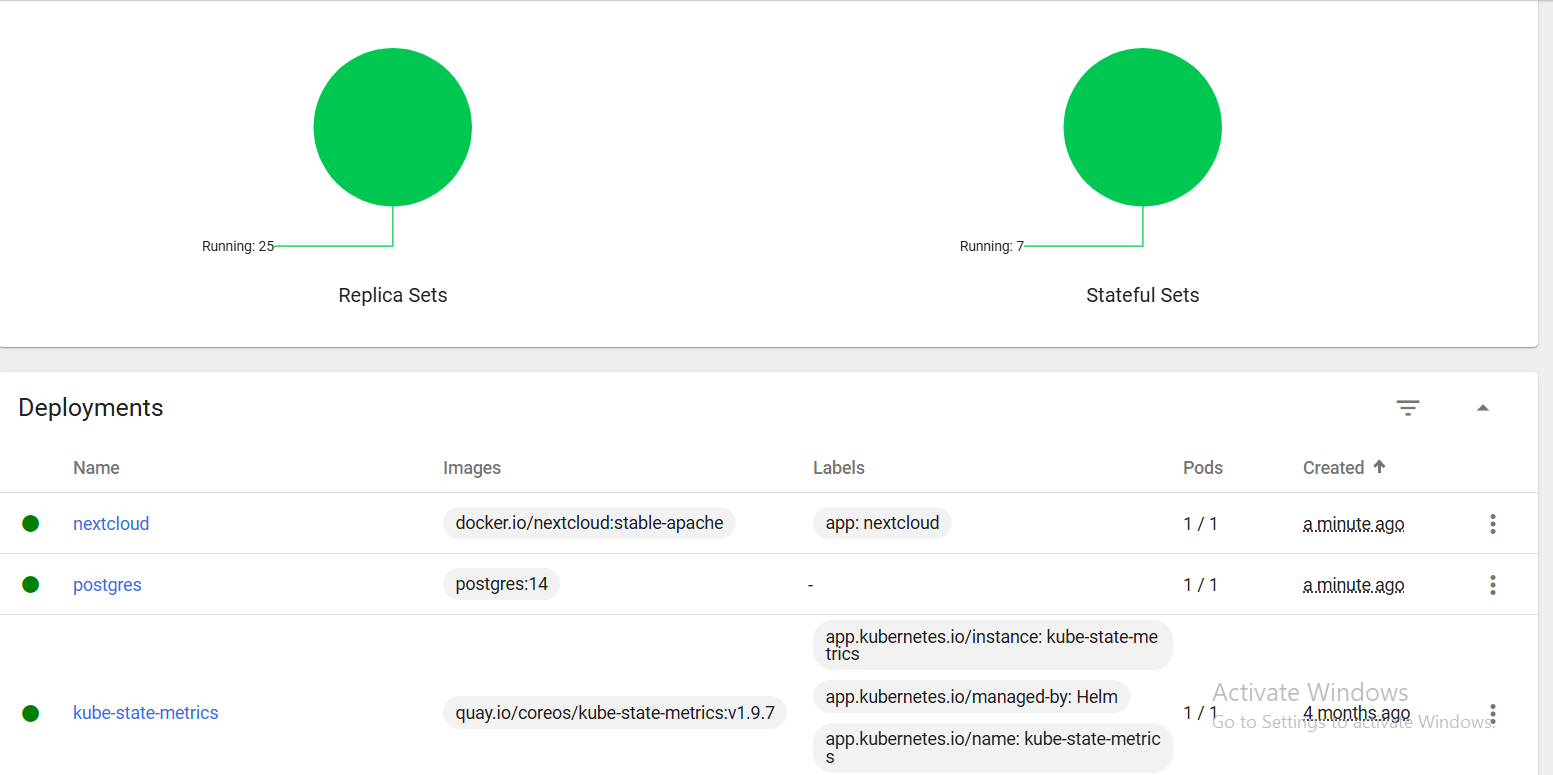 Running: 25
Running: 7
Replica Sets
Stateful Sets
Deployments
Name Images Labels Pods Created
nextcloud docker.io/nextcloud:stable-apache app: nextcloud 1 / 1 a minute ago
postgres postgres:14 - 1 / 1 a minute ago
app.kubernetes.io/instance: kube-state-me
trics
app.kubernetes.io/managed-by: Helm
kube-state-metrics quay.io/coreos/kube-state-metrics:v1.9.7 1 / 1 4 months ago
app.kubernetes.io/name: kube-state-metric
s
Activate Windows
Go to Settings to activate Windows.